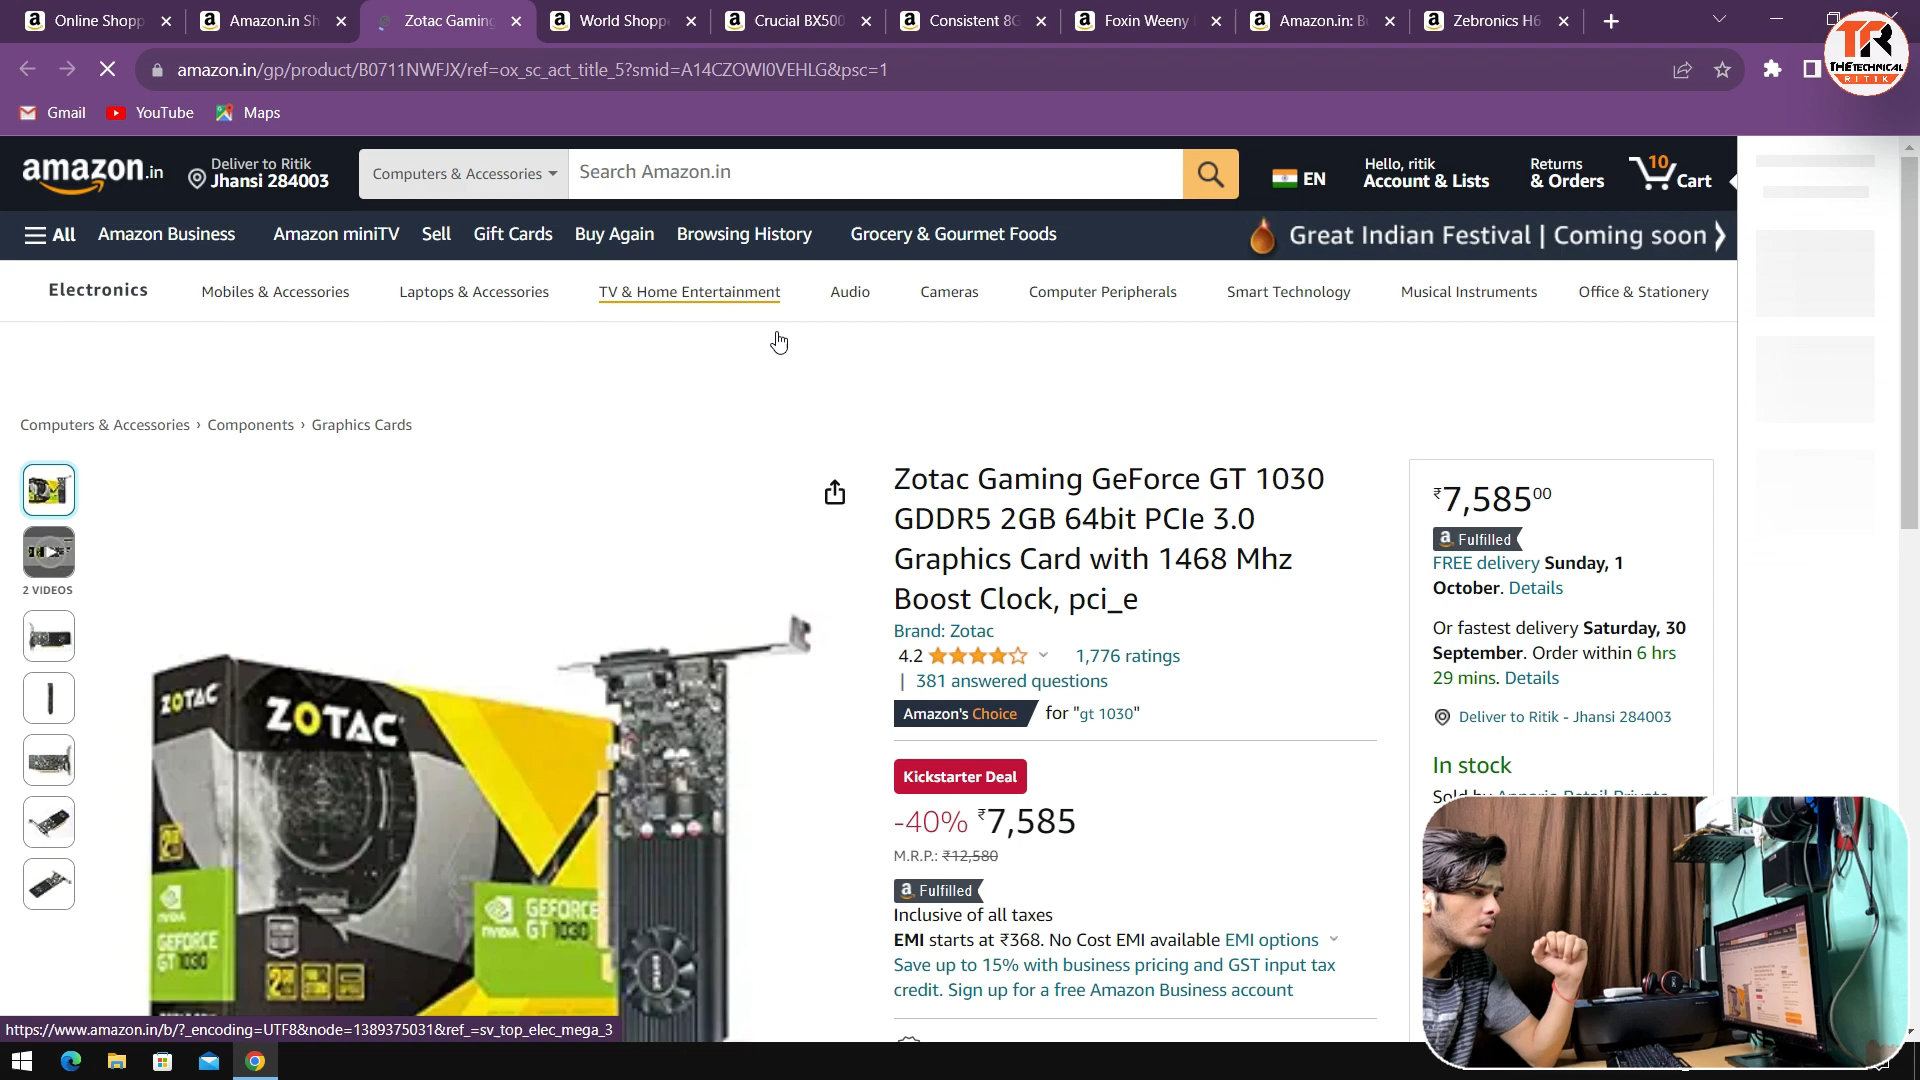 Online Shopp
Amazon.in Sh
Zotac Gaming
World Shopp
Crucial BX500
Consistent 8G
Foxin Weeny
Amazon.in: B
Zebronics H6
amazon.in/gp/product/B0711NWFJX/ref=ox_sc_act_title_5?smid=A14CZOWI0VEHLG&psc=1
TR
THE TECHNICAL
RITIK
Gmail
YouTube
Maps
amazon.in
Deliver to Ritik
Jhansi 284003
Computers & Accessories
Search Amazon.in
EN
Hello, ritik
Account & Lists
Returns
& Orders
10
Cart
All
Amazon Business
Amazon miniTV
Sell
Gift Cards
Buy Again
Browsing History
Grocery & Gourmet Foods
Great Indian Festival | Coming soon
Electronics
Mobiles & Accessories
Laptops & Accessories
TV & Home Entertainment
Audio
Cameras
Computer Peripherals
Smart Technology
Musical Instruments
Office & Stationery
Computers & Accessories › Components › Graphics Cards
2 VIDEOS
ZOTAC
ZOTAC
GEFORCE
GT 1030
NVIDIA
GEFORCE
GT 1030
Zotac Gaming GeForce GT 1030
GDDR5 2GB 64bit PCIe 3.0
Graphics Card with 1468 Mhz
Boost Clock, pci_e
Brand: Zotac
4.2
1,776 ratings
| 381 answered questions
Amazon's Choice for "gt 1030"
Kickstarter Deal
-40% ₹7,585
M.R.P.: ₹12,580
Fulfilled
Inclusive of all taxes
EMI starts at ₹368. No Cost EMI available EMI options
Save up to 15% with business pricing and GST input tax
credit. Sign up for a free Amazon Business account
₹7,58500
Fulfilled
FREE delivery Sunday, 1
October. Details
Or fastest delivery Saturday, 30
September. Order within 6 hrs
29 mins. Details
Deliver to Ritik - Jhansi 284003
In stock
Sold by
https://www.amazon.in/b/?_encoding=UTF8&node=1389375031&ref_=sv_top_elec_mega_3